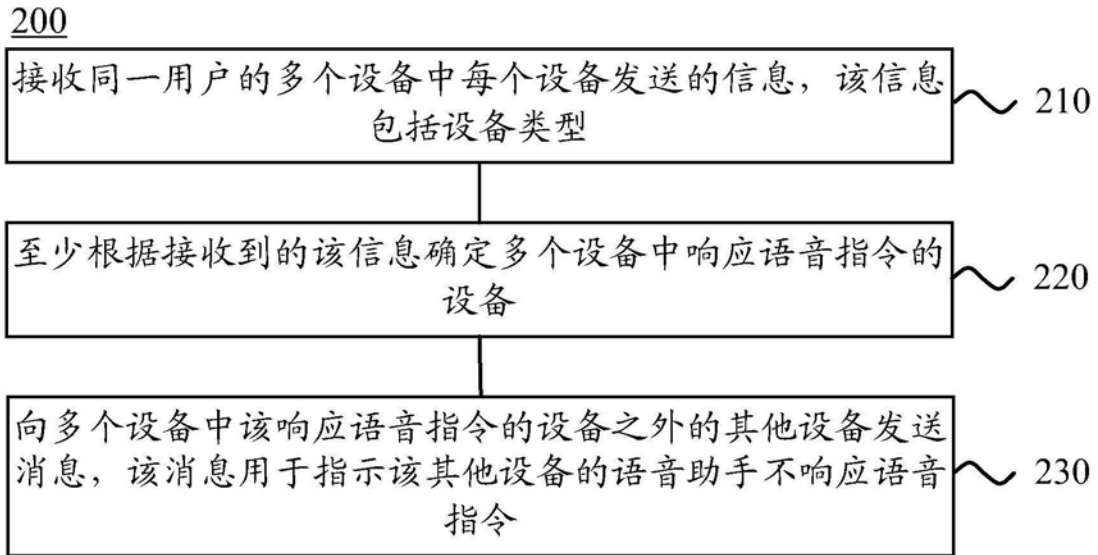 200
接收同一用户的多个设备中每个设备发送的信息，该信息
包括设备类型
210
至少根据接收到的该信息确定多个设备中响应语音指令的
设备
220
向多个设备中该响应语音指令的设备之外的其他设备发送
消息，该消息用于指示该其他设备的语音助手不响应语音
指令
230